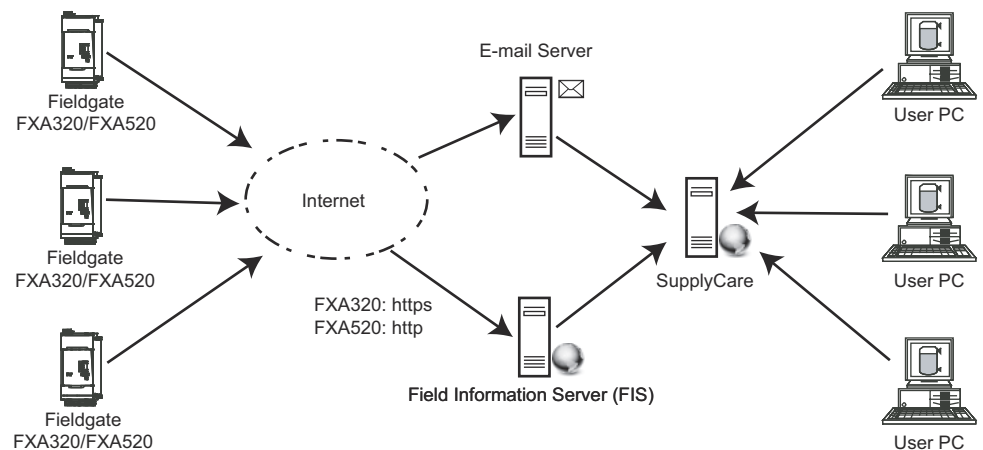 E-mail Server
Fieldgate
FXA320/FXA520
User PC
Internet
Fieldgate
FXA320/FXA520
SupplyCare
User PC
FXA320: https
FXA520: http
Field Information Server (FIS)
Fieldgate
FXA320/FXA520
User PC